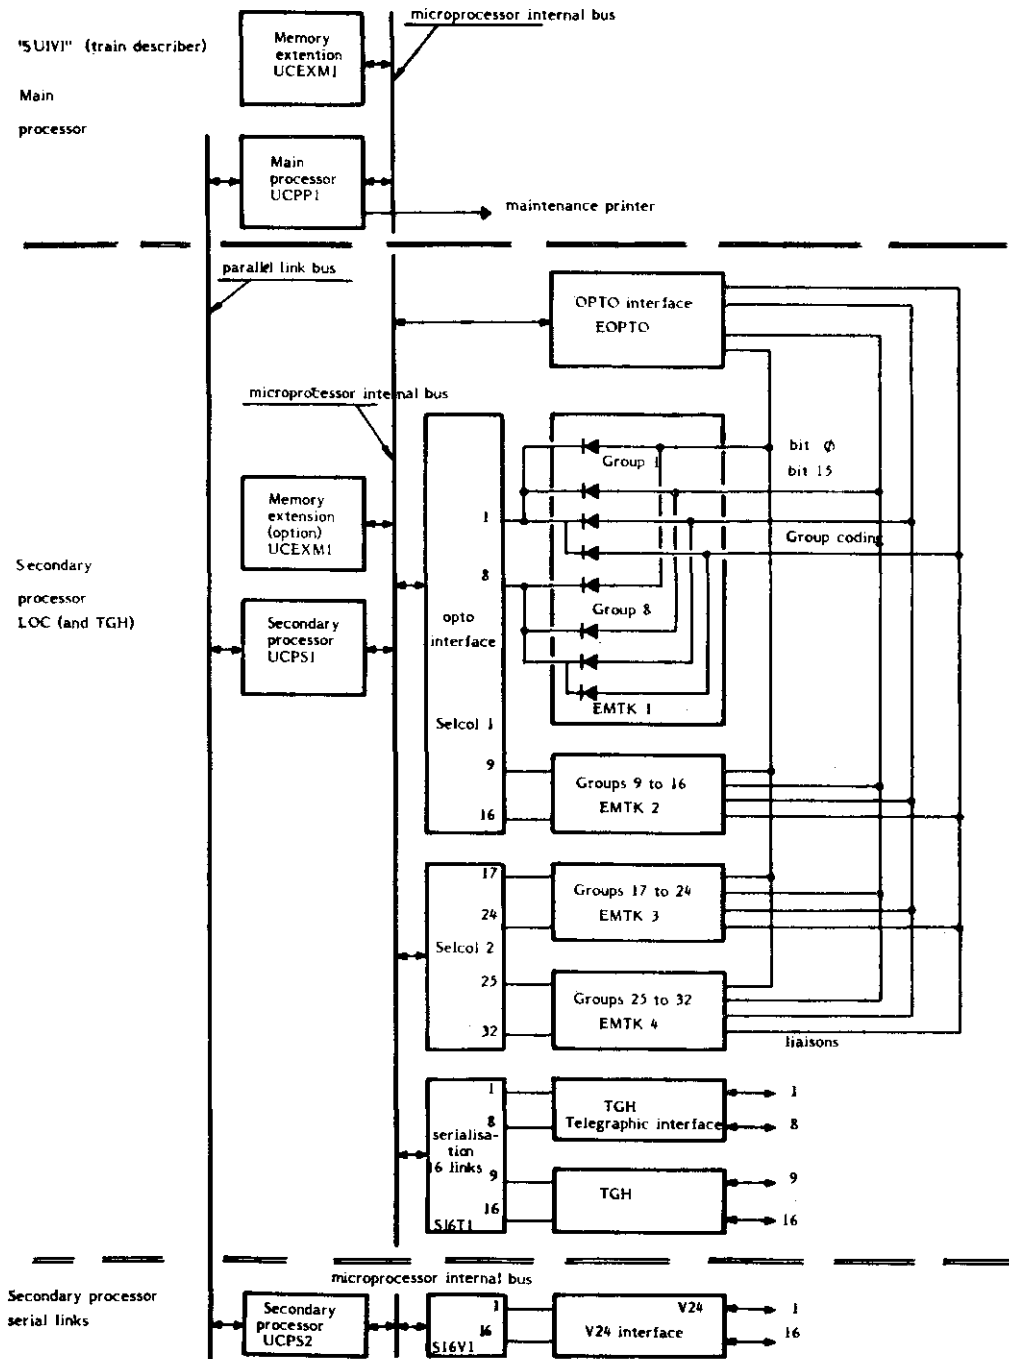 microprocessor internal bus
"SUIVI" (train describer)
Main
processor
Memory
extention
UCEXM1
Main
processor
UCPP1
maintenance printer
parallel link bus
OPTO interface
EOPTO
microprocessor internal bus
Group 1
bit Ø
bit 15
Memory
extension
(option)
UCEXM1
1
Group coding
8
Secondary
processor
LOC (and TGH)
Secondary
processor
UCPS1
opto
interface
Group 8
Selcol 1
EMTK 1
9
16
Groups 9 to 16
EMTK 2
17
24
Selcol 2
25
32
Groups 17 to 24
EMTK 3
Groups 25 to 32
EMTK 4
liaisons
1
8
serialisa-
tion
16 links
9
16
S16T1
TGH
Telegraphic interface
1
8
TGH
9
16
microprocessor internal bus
Secondary processor
serial links
Secondary
processor
UCPS2
1
16
S16V1
V24
V24 interface
1
16